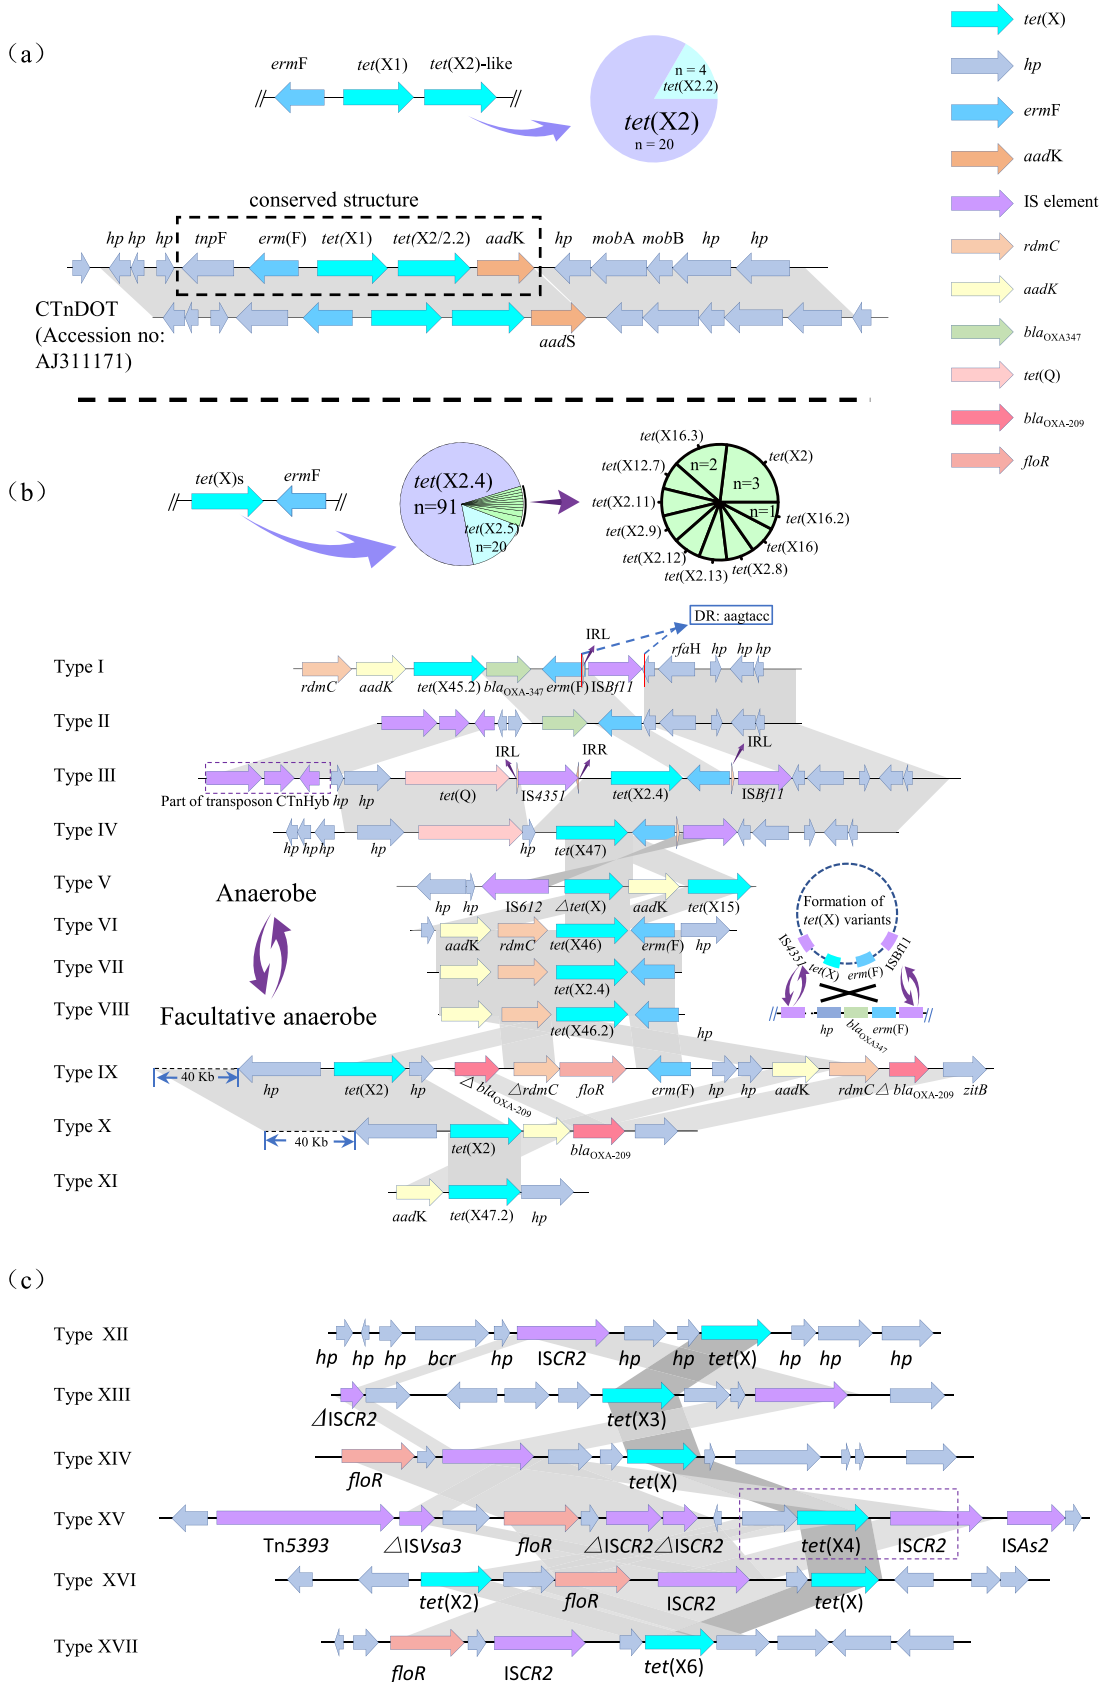 (a)
ermF
tet(X1)
tet(X2)-like
n = 4
tet(X2.2)
tet(X2)
n = 20
conserved structure
hp
hp
hp
tnpF
erm(F)
tet(X1)
tet(X2/2.2)
aadK
hp
mobA
mobB
hp
hp
CTnDOT
(Accession no:
AJ311171)
aadS
tet(X)
hp
ermF
aadK
IS element
rdmC
aadK
blaOXA347
tet(Q)
blaOXA-209
floR
(b)
tet(X)s
ermF
tet(X2.4)
n=91
tet(X2.5)
n=20
tet(X16.3)
tet(X2)
tet(X12.7)
n=2
n=3
tet(X2.11)
n=1
tet(X16.2)
tet(X2.9)
tet(X16)
tet(X2.12)
tet(X2.8)
tet(X2.13)
DR: aagtacc
IRL
Type I
rfaH
hp
hp
hp
rdmC
aadK
tet(X45.2)
blaOXA-347
erm(F)
ISBf11
Type II
IRL
IRR
IRL
Type III
Part of transposon CTnHyb
hp
hp
tet(Q)
IS4351
tet(X2.4)
ISBf11
Type IV
hp
hp
hp
hp
hp
tet(X47)
Type V
hp
hp
IS612
△tet(X)
aadK
tet(X15)
Anaerobe
Facultative anaerobe
Type VI
aadK
rdmC
tet(X46)
erm(F)
hp
Type VII
tet(X2.4)
Type VIII
tet(X46.2)
hp
Formation of
tet(X) variants
IS4351
tet(X)
erm(F)
ISBf11
hp
blaOXA347
erm(F)
Type IX
40 Kb
hp
tet(X2)
hp
△ blaOXA-209
△rdmC
floR
erm(F)
hp
hp
aadK
rdmC
△ blaOXA-209
zitB
Type X
40 Kb
tet(X2)
blaOXA-209
Type XI
aadK
tet(X47.2)
hp
(c)
Type XII
hp
hp
hp
bcr
hp
ISCR2
hp
hp
tet(X)
hp
hp
hp
Type XIII
△ISCR2
tet(X3)
Type XIV
floR
tet(X)
Type XV
Tn5393
△ISVsa3
floR
△ISCR2
△ISCR2
tet(X4)
ISCR2
ISAs2
Type XVI
tet(X2)
floR
ISCR2
tet(X)
Type XVII
floR
ISCR2
tet(X6)